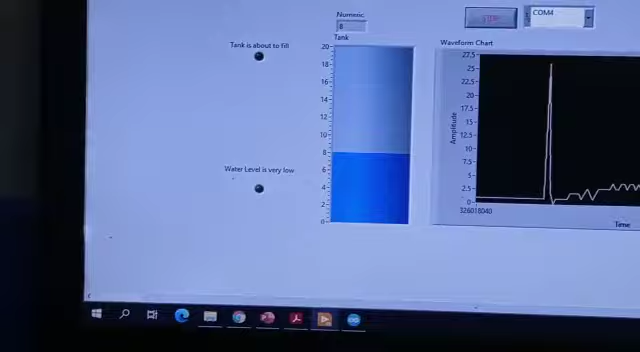 Numeric
8
STOP
COM4
Tank is about to fill
Tank
Waveform Chart
20
18
16
14
12
10
8
6
4
2
0
Water Level is very low
Amplitude
27.5
25
22.5
20
17.5
15
12.5
10
7.5
5
2.5
0
326018040
Time